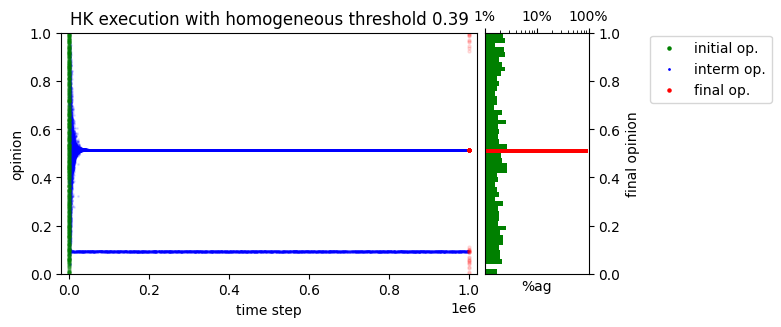 HK execution with homogeneous threshold 0.39
1% 10% 100%
initial op.
interm op.
final op.
1.0
0.8
0.6
0.4
0.2
0.0
opinion
1.0
0.8
0.6
0.4
0.2
0.0
final opinion
0.0 0.2 0.4 0.6 0.8 1.0
1e6
time step
%ag